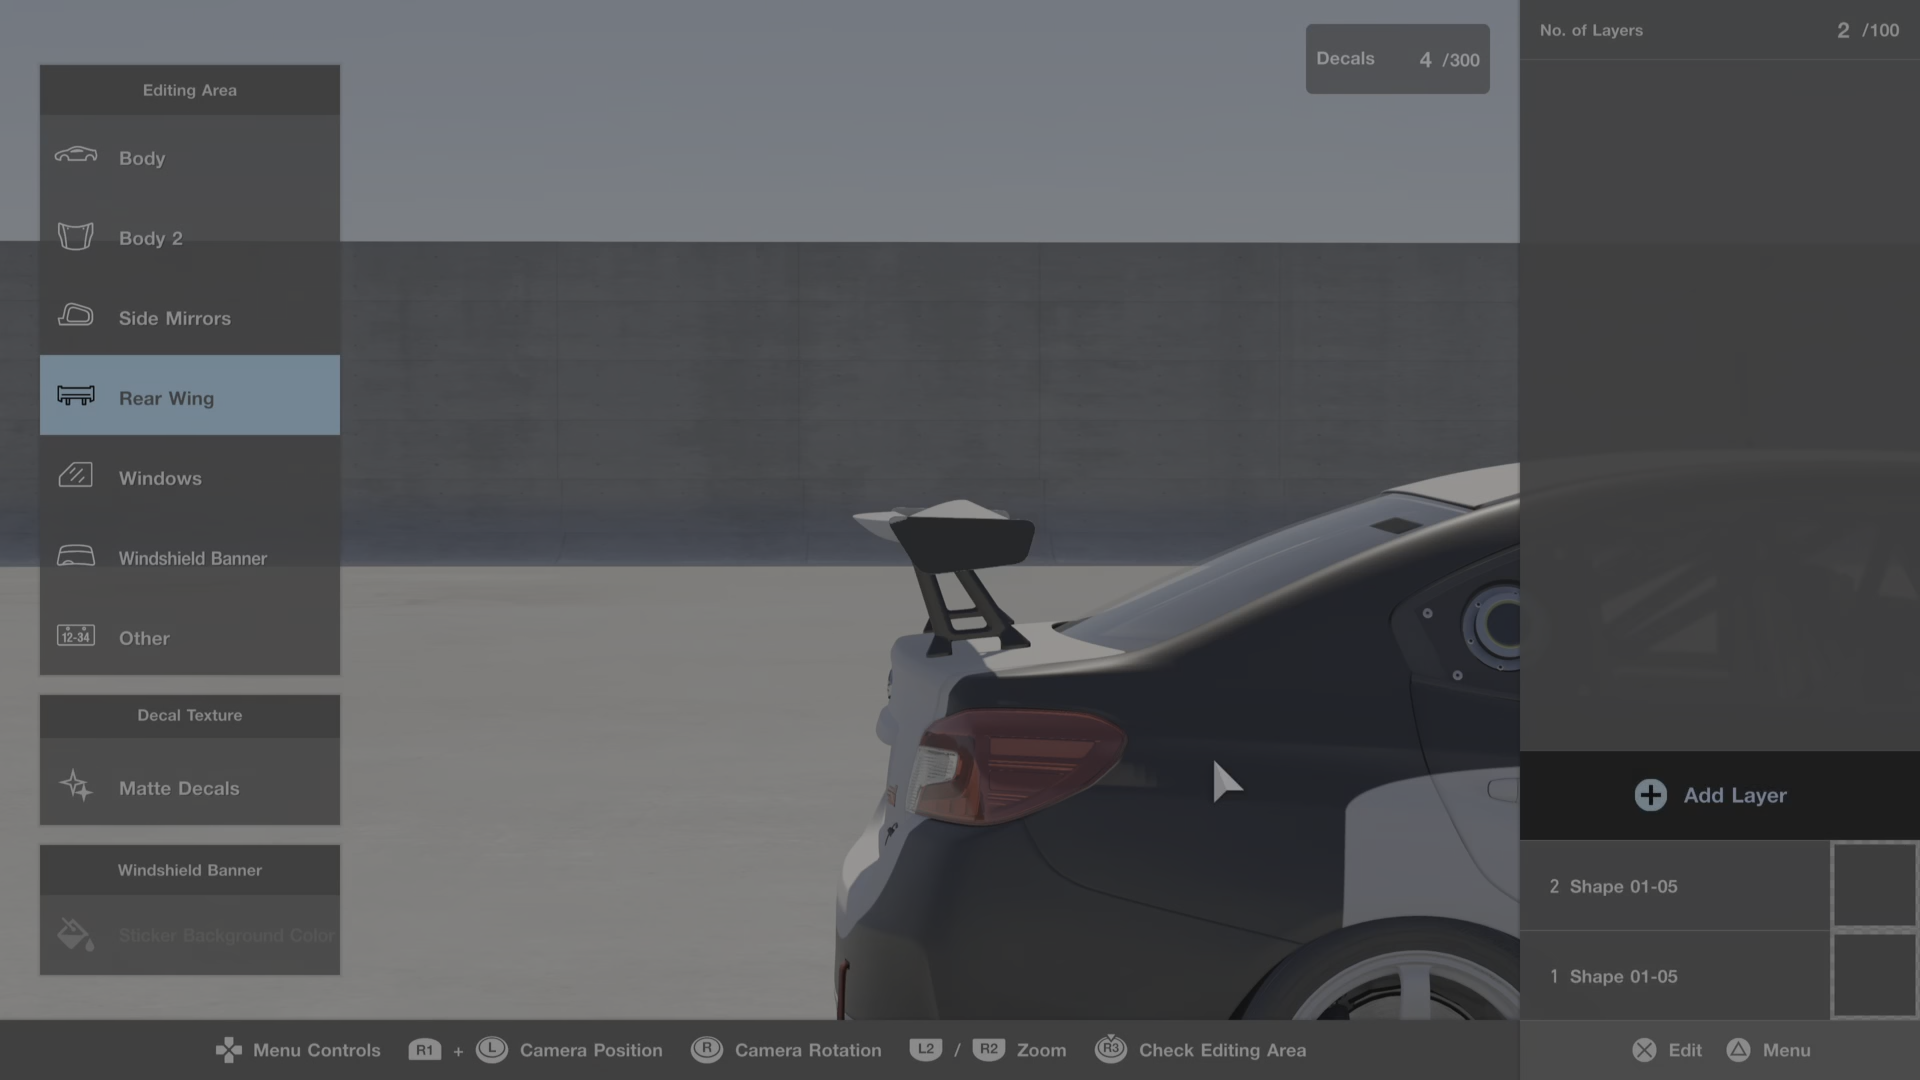 Editing Area
Body
Body 2
Side Mirrors
Rear Wing
Windows
Windshield Banner
12-34 Other
Decal Texture
Matte Decals
Windshield Banner
Sticker Background Color
Decals 4 /300
No. of Layers 2 /100
Add Layer
2 Shape 01-05
1 Shape 01-05
Menu Controls R1 + L Camera Position R Camera Rotation L2 / R2 Zoom R3 Check Editing Area
Edit Menu